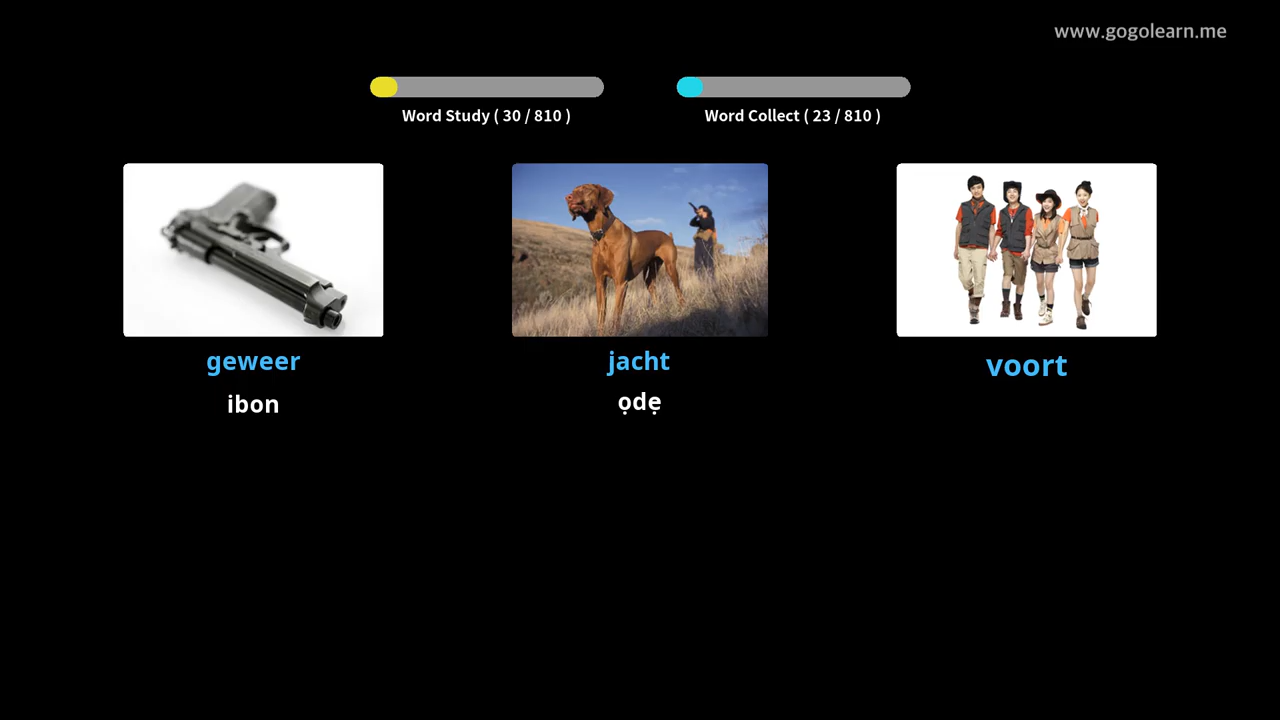 www.gogolearn.me
Word Study ( 30 / 810 )
Word Collect ( 23 / 810 )
geweer
jacht
voort
ibon
ọdẹ